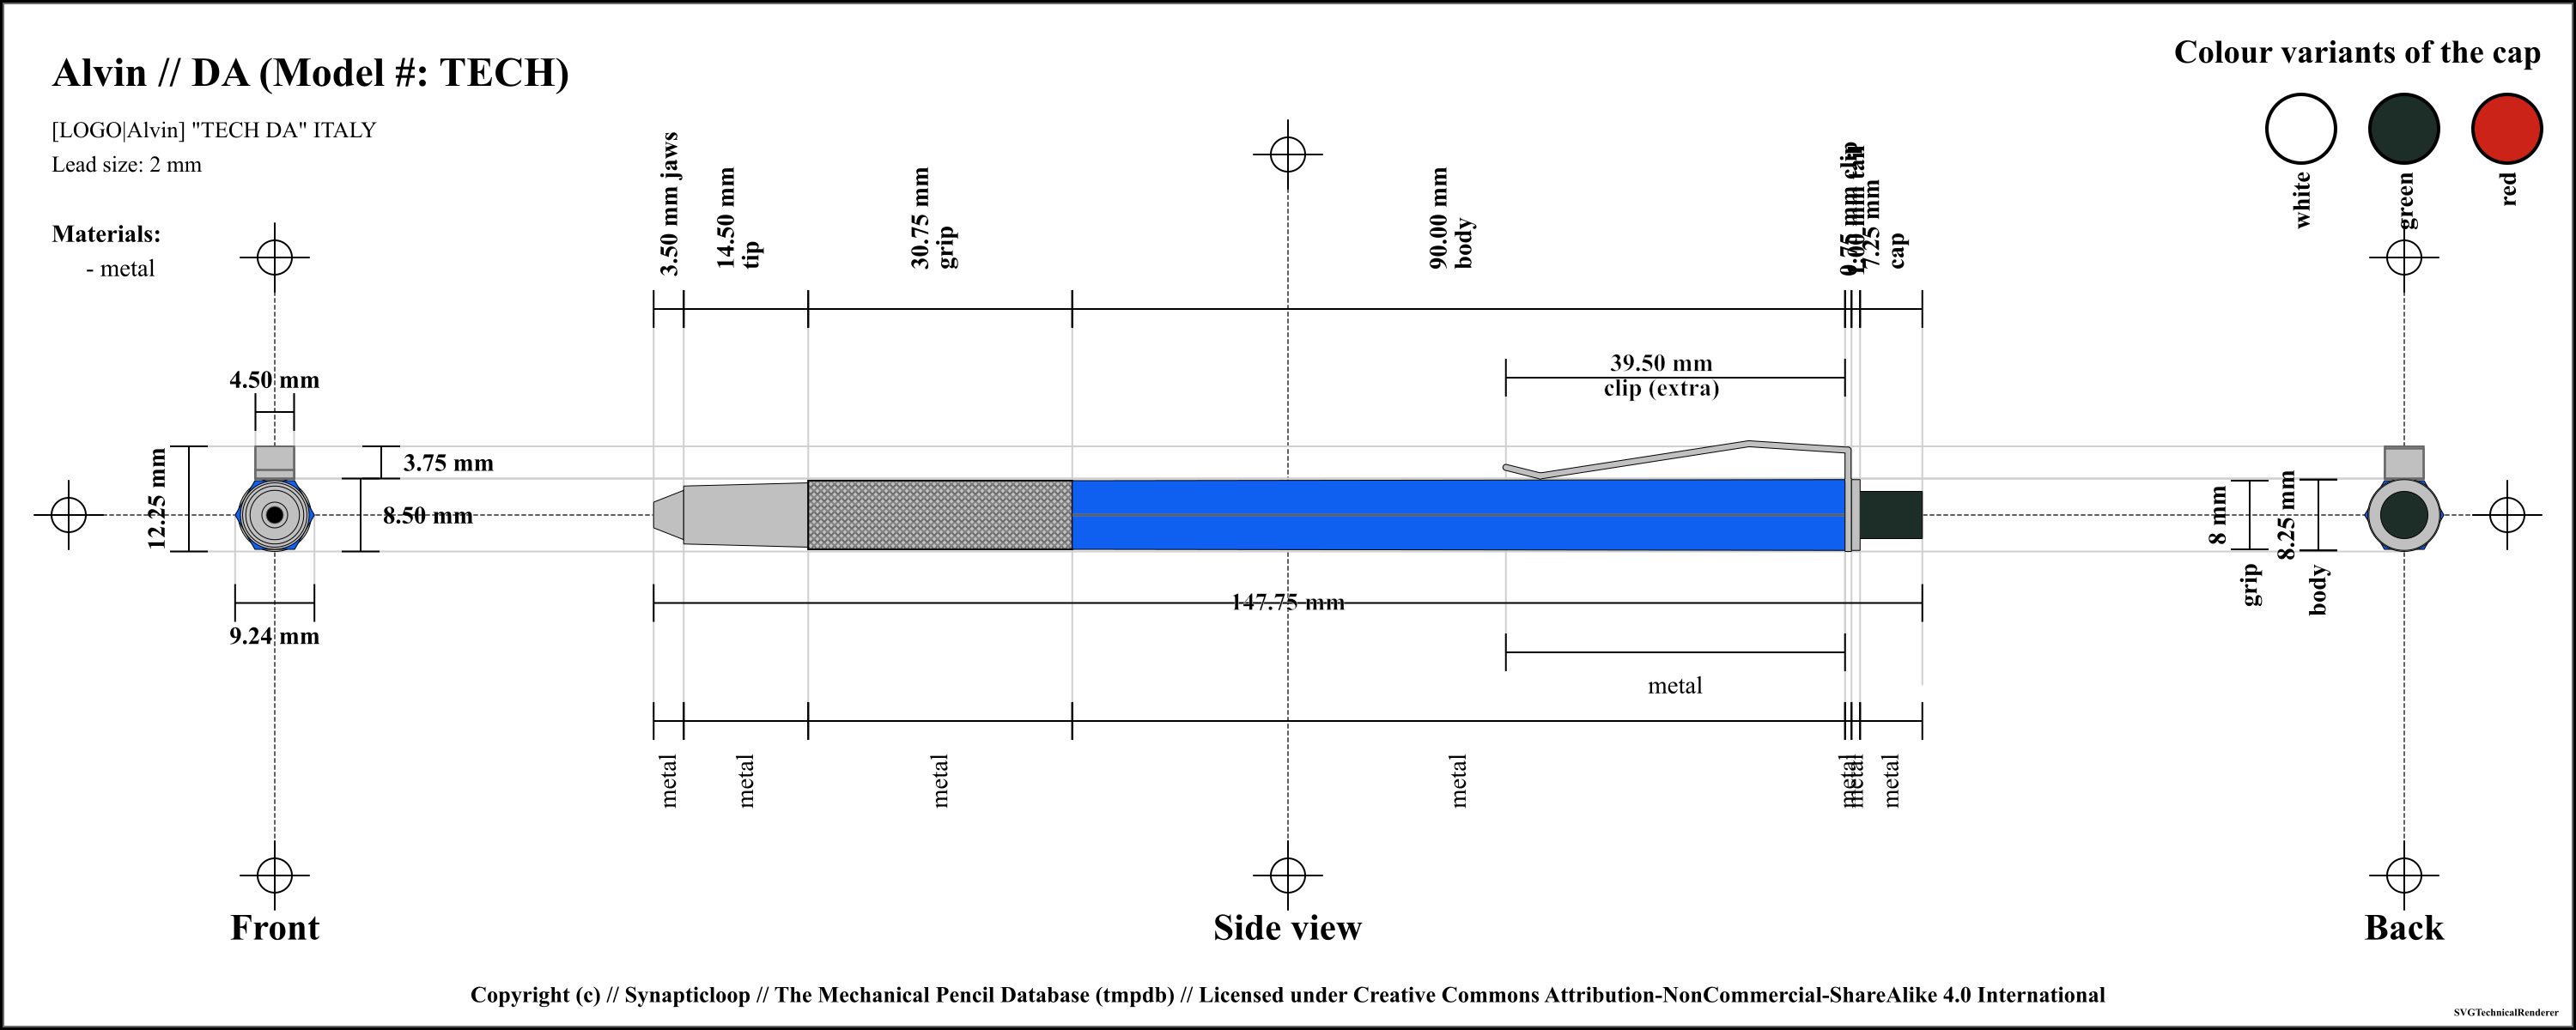 Alvin // DA (Model #: TECH)
[LOGO|Alvin] "TECH DA" ITALY
Lead size: 2 mm
Materials:
- metal
Colour variants of the cap
white
green
red
3.50 mm jaws
14.50 mm
tip
30.75 mm
grip
90.00 mm
body
0.75 mm clip
1.00 mm tail
7.25 mm
cap
39.50 mm
clip (extra)
4.50 mm
12.25 mm
3.75 mm
8.50 mm
9.24 mm
8 mm
grip
8.25 mm
body
147.75 mm
metal
metal
metal
metal
metal
metal
metal
metal
Front
Side view
Back
Copyright (c) // Synapticloop // The Mechanical Pencil Database (tmpdb) // Licensed under Creative Commons Attribution-NonCommercial-ShareAlike 4.0 International
SVGTechnicalRenderer